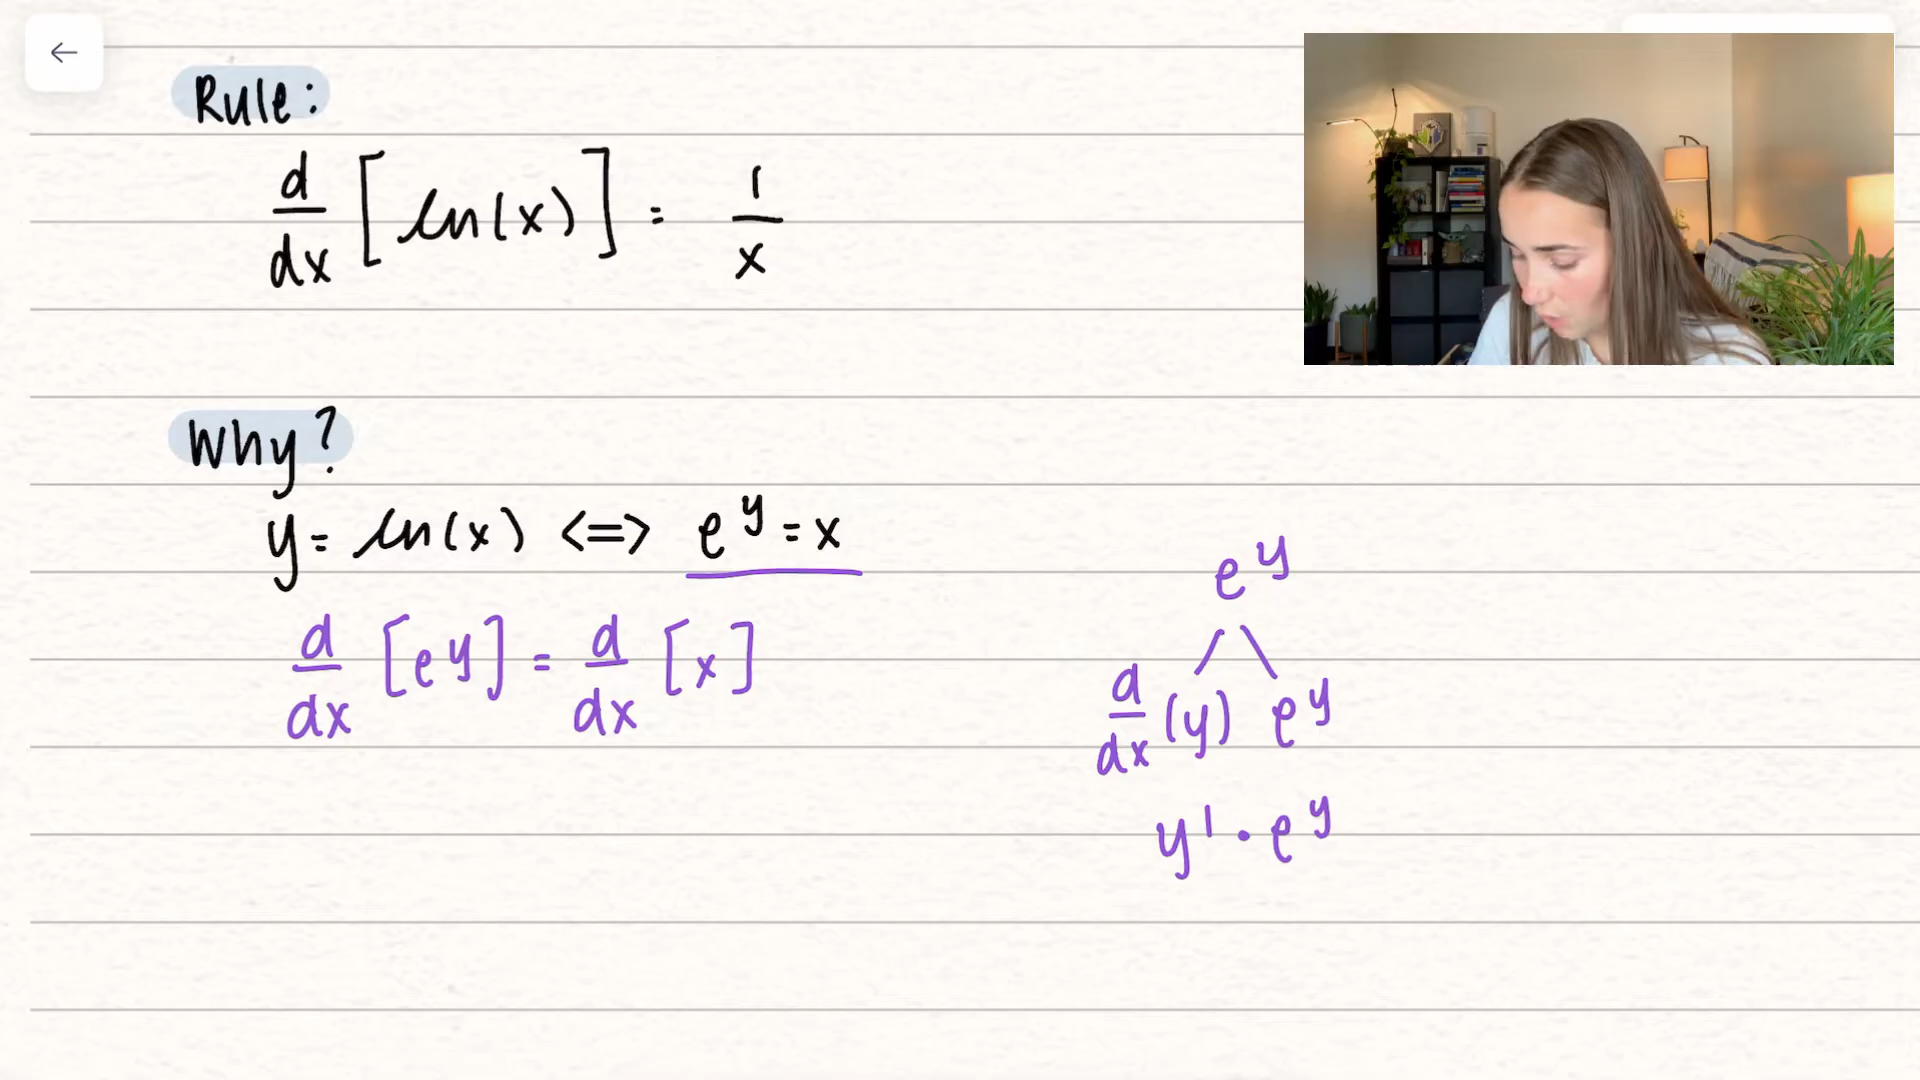 Rule:
d/dx [ln(x)] = 1/x
Why?
y = ln(x) <=> e^y = x
d/dx [e^y] = d/dx [x]
e^y
d/dx (y) e^y
y' • e^y